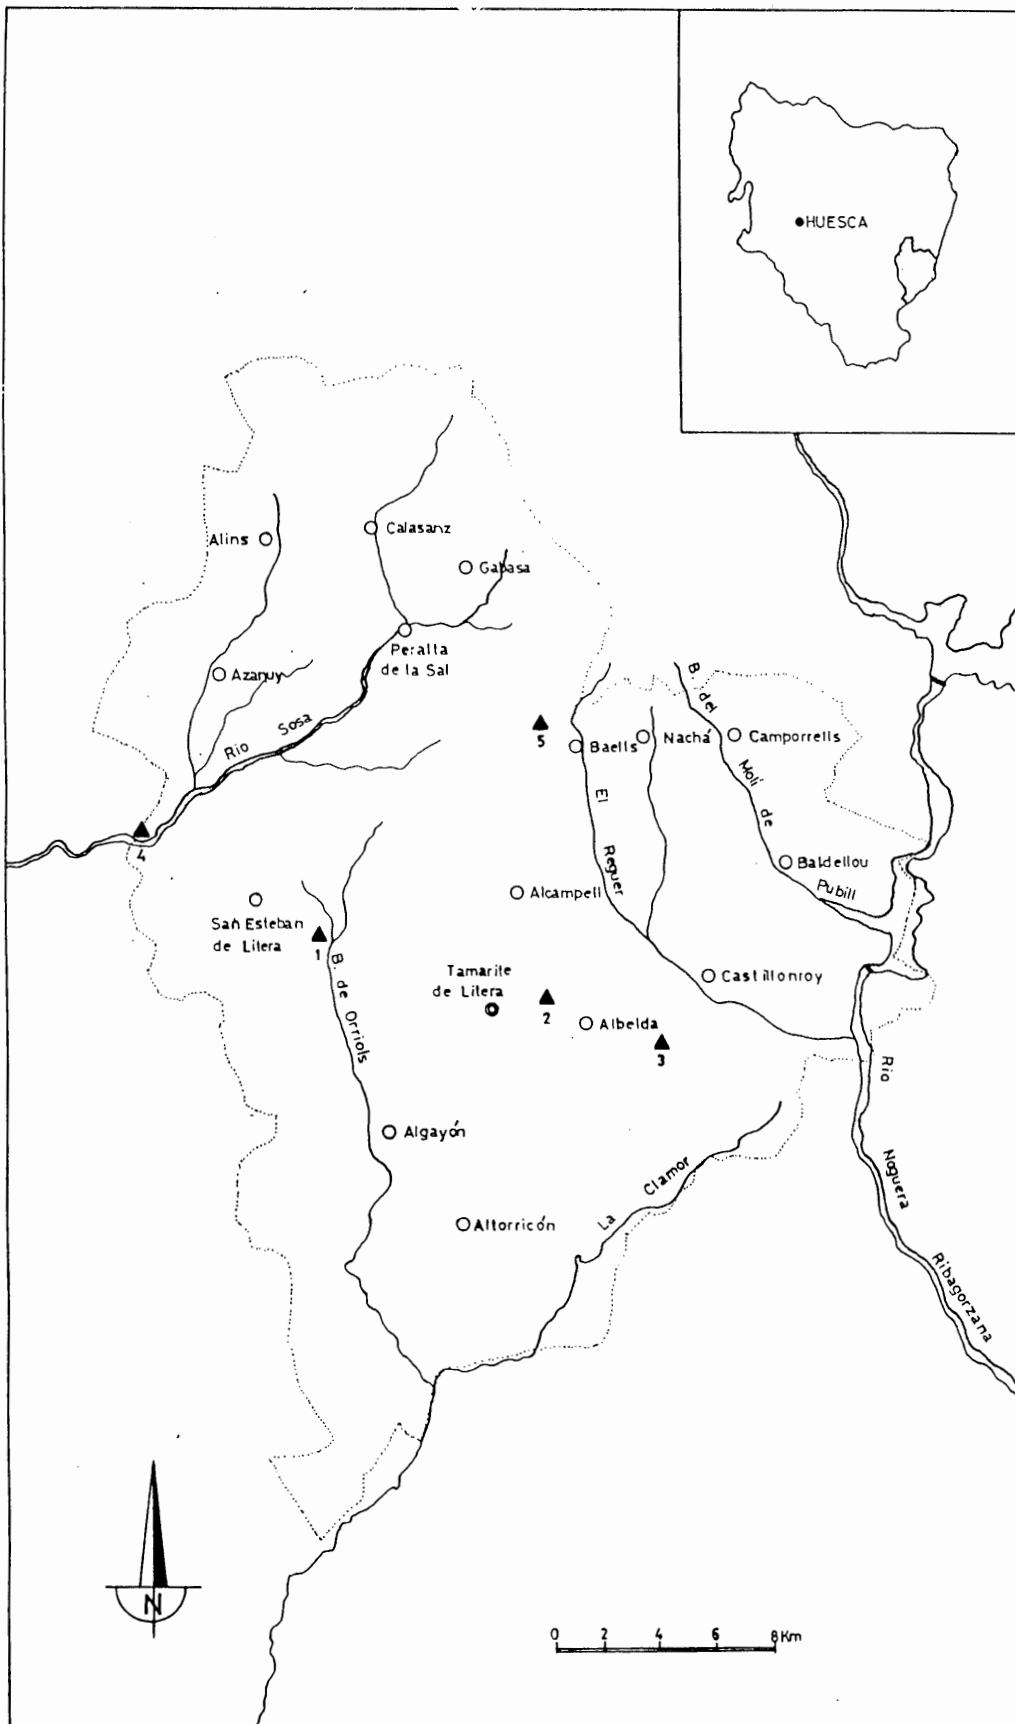 HUESCA
Calasanz
Alins
Gabasa
Peralta
de la Sal
Azanuy
Rio Sosa
B. del Molí de Pubill
5
Baells
Nachá
Camporrells
El Reguer
4
Baldellou
Alcampell
San Esteban
de Litera
1
B. de Orriols
Tamarite
de Litera
2
Castillonroy
Albelda
3
Rio Noguera Ribagorzana
Algayón
La Clamor
Altorricón
N
0 2 4 6 8 Km